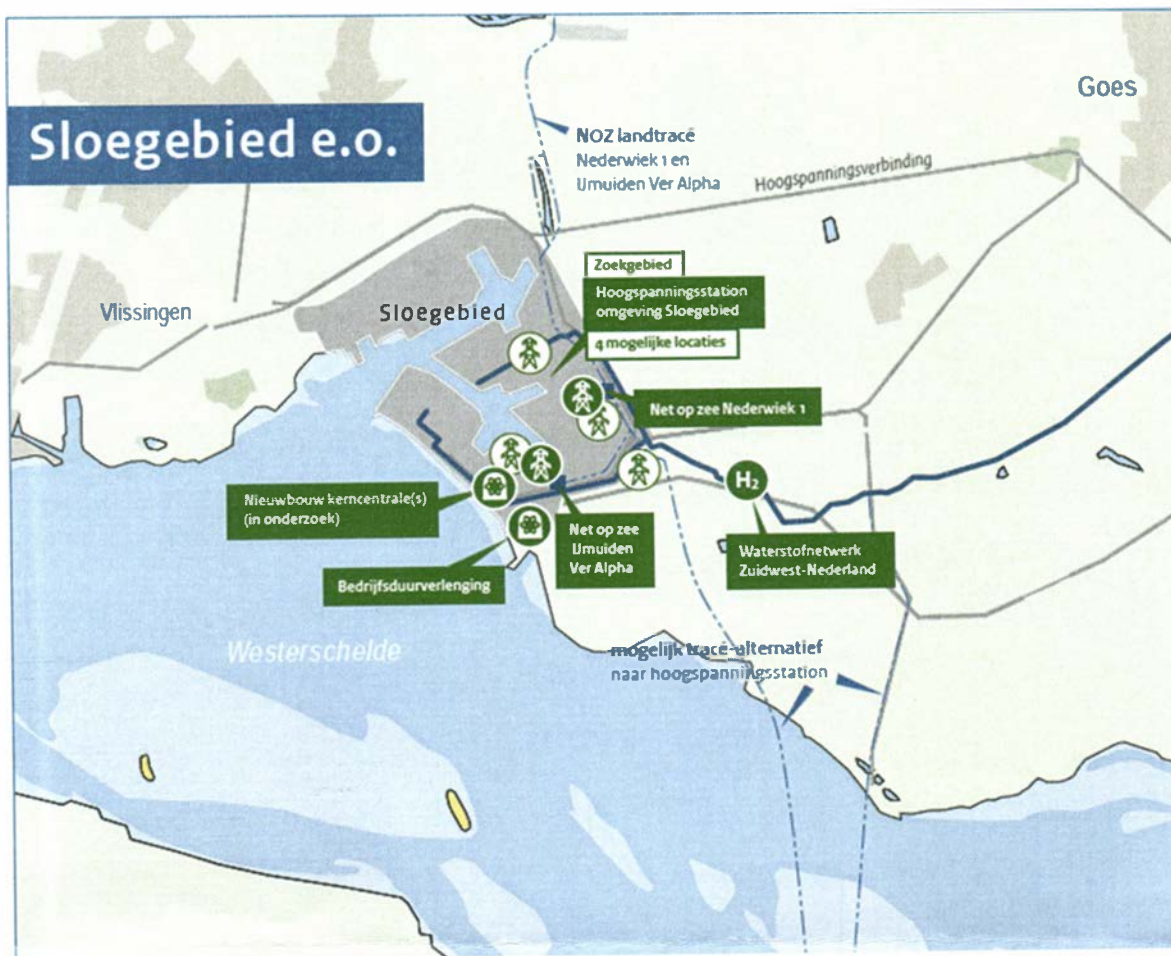 Sloegebied e.o.
Goes
NOZ landtracé
Nederwiek 1 en
IJmuiden Ver Alpha
Hoogspanningsverbinding
Vlissingen
Sloegebied
Zoekgebied
Hoogspanningsstation
omgeving Sloegebied
4 mogelijke locaties
Net op zee Nederwiek 1
H₂
Nieuwbouw kerncentrale(s)
(in onderzoek)
Net op zee
IJmuiden
Ver Alpha
Waterstofnetwerk
Zuidwest-Nederland
Bedrijfsduurverlenging
Westerschelde
mogelijk tracé-alternatief
naar hoogspanningsstation